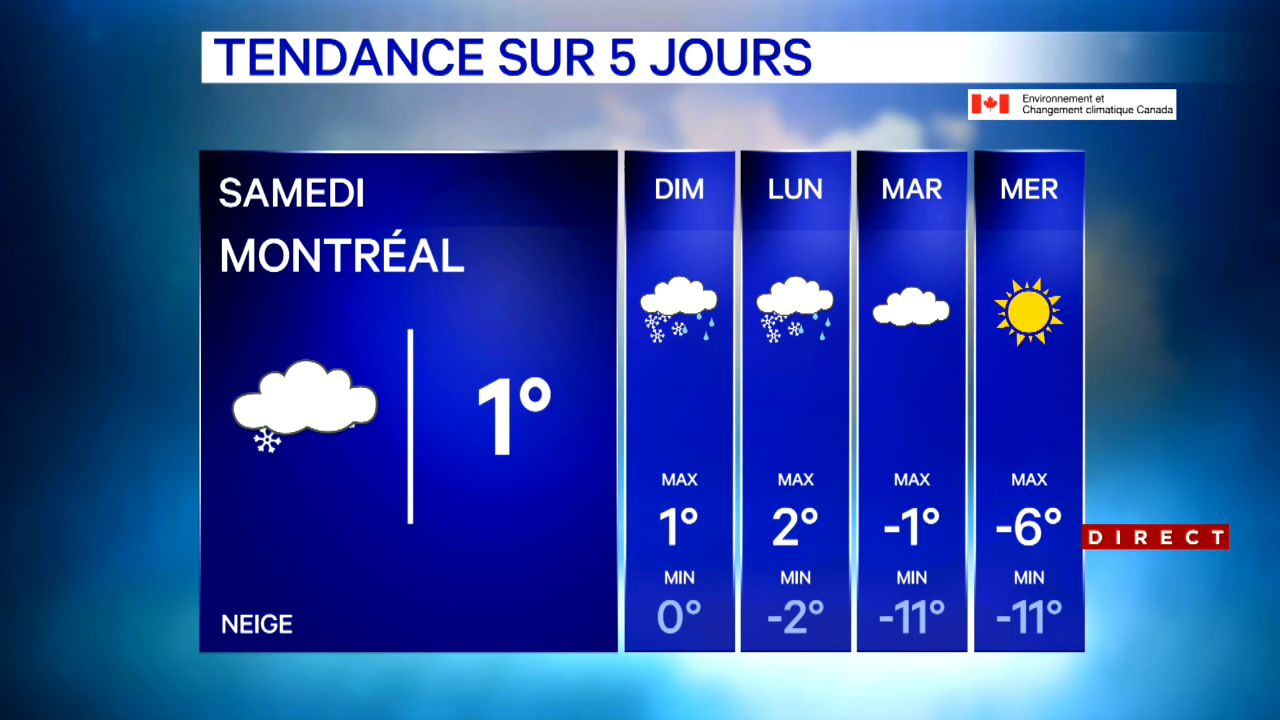 TENDANCE SUR 5 JOURS
Environnement et
Changement climatique Canada
SAMEDI
MONTRÉAL
1°
NEIGE
DIM
MAX
1°
MIN
0°
LUN
MAX
2°
MIN
-2°
MAR
MAX
-1°
MIN
-11°
MER
MAX
-6°
MIN
-11°
DIRECT